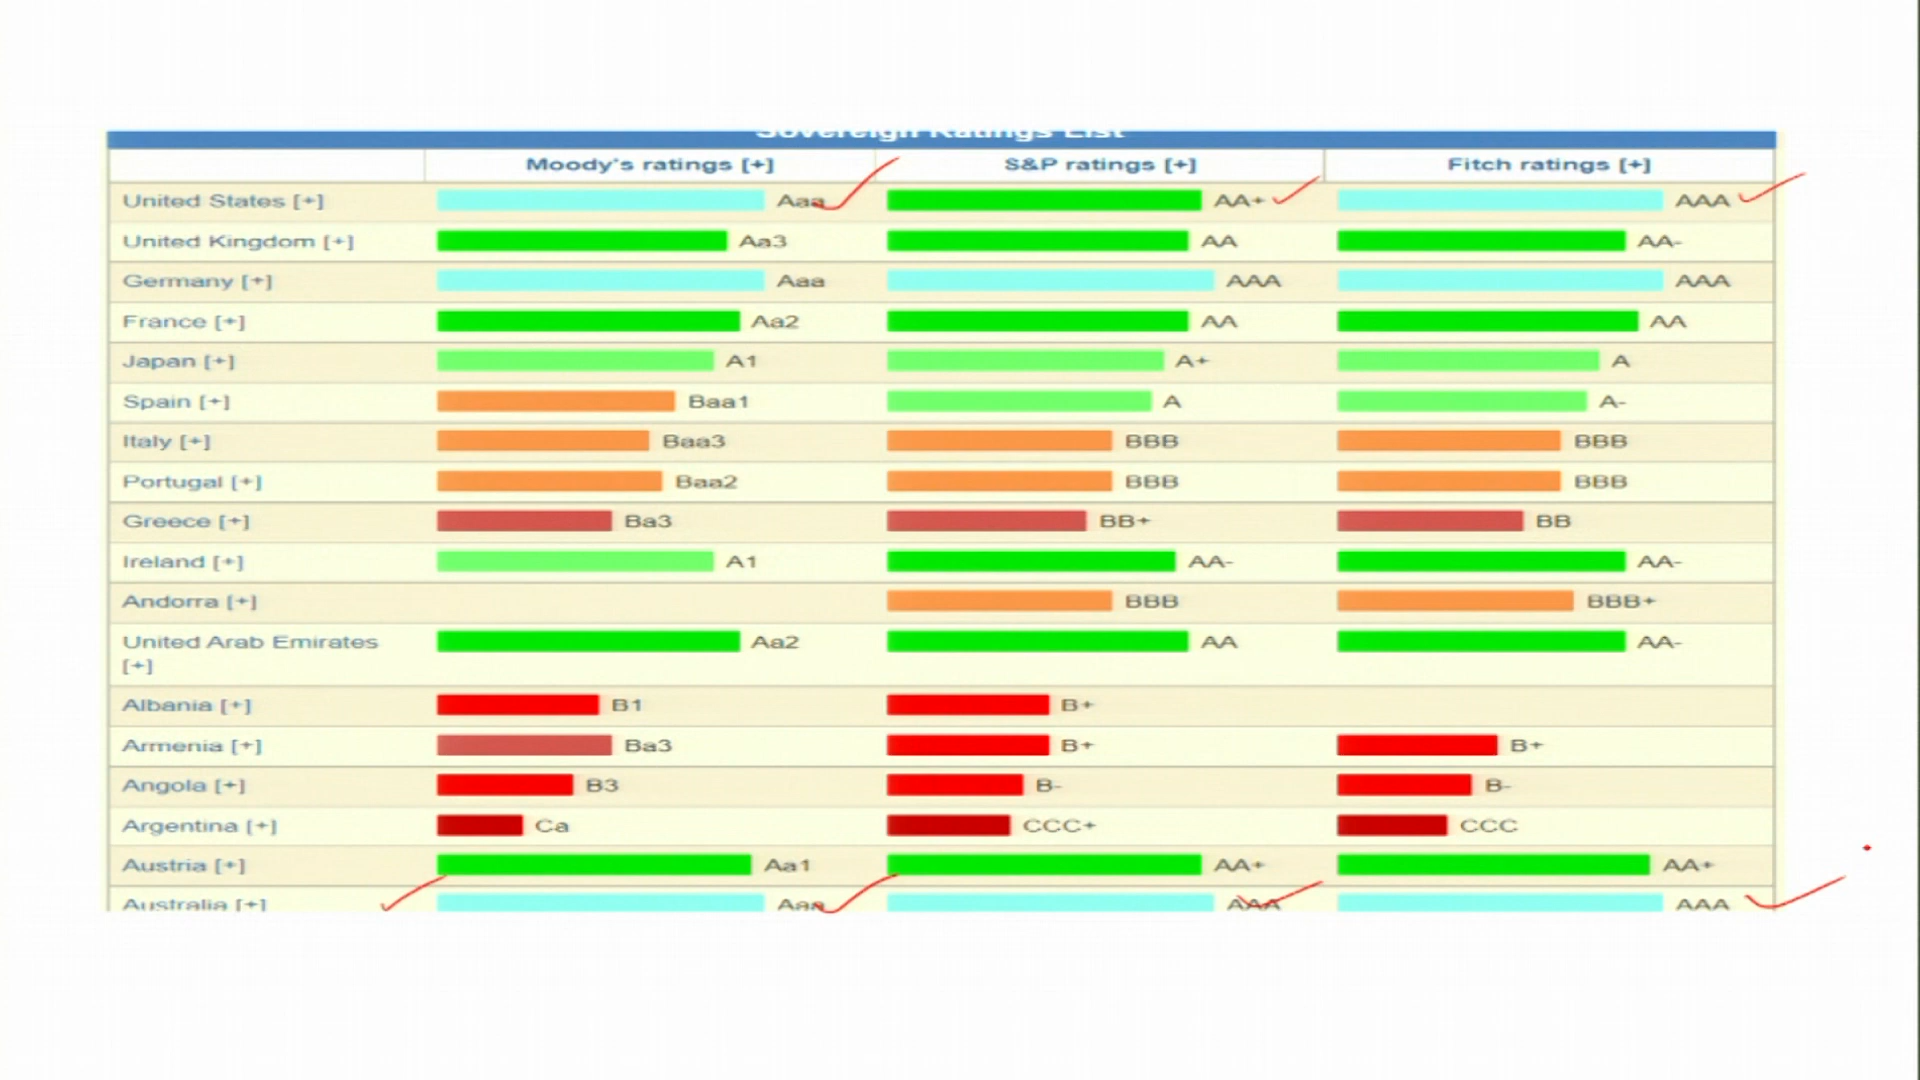 Sovereign Ratings List
Moody's ratings [+] S&P ratings [+] Fitch ratings [+]
United States [+] Aaa AA+ AAA
United Kingdom [+] Aa3 AA AA-
Germany [+] Aaa AAA AAA
France [+] Aa2 AA AA
Japan [+] A1 A+ A
Spain [+] Baa1 A A-
Italy [+] Baa3 BBB BBB
Portugal [+] Baa2 BBB BBB
Greece [+] Ba3 BB+ BB
Ireland [+] A1 AA- AA-
Andorra [+] BBB BBB+
United Arab Emirates Aa2 AA AA-
[+]
Albania [+] B1 B+
Armenia [+] Ba3 B+ B+
Angola [+] B3 B- B-
Argentina [+] Ca CCC+ CCC
Austria [+] Aa1 AA+ AA+
Australia [+] Aaa AAA AAA